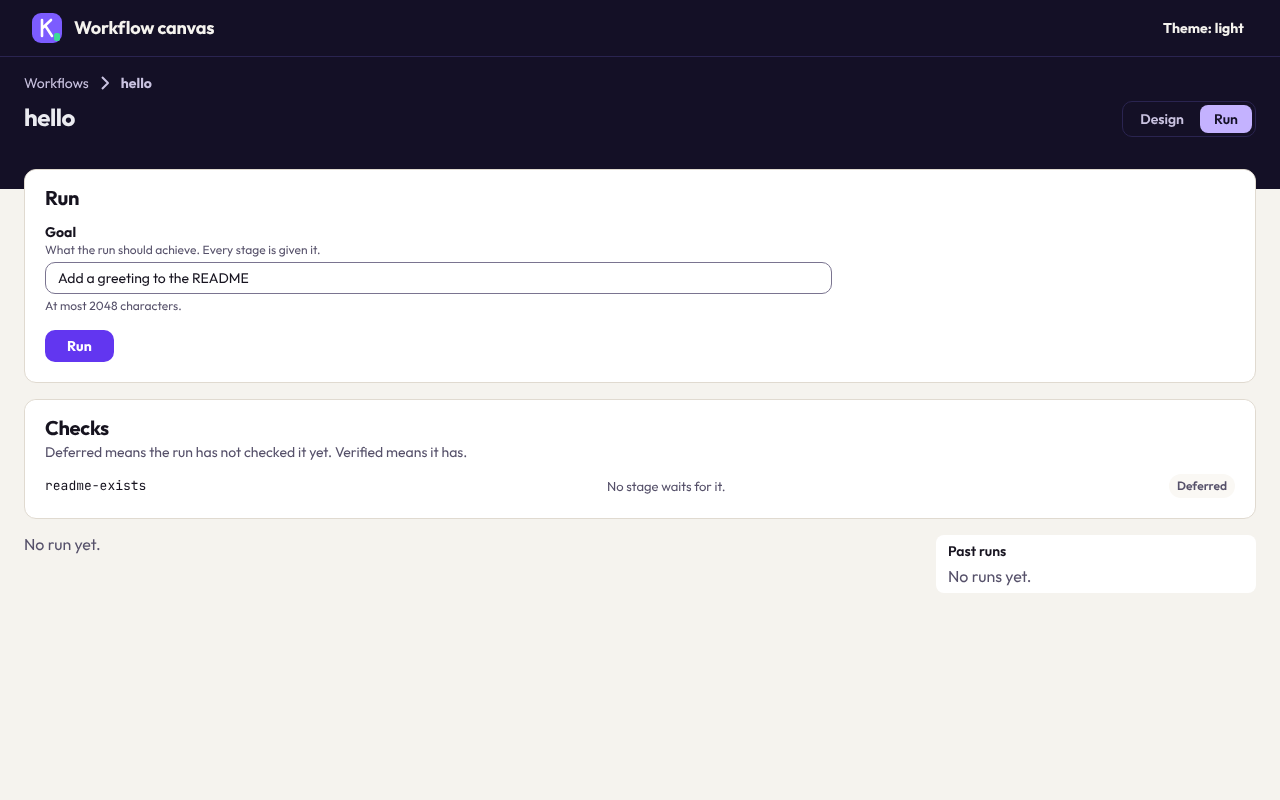 K
Workflow canvas
Theme: light
Workflows
hello
hello
Design
Run
Run
Goal
What the run should achieve. Every stage is given it.
Add a greeting to the README
At most 2048 characters.
Run
Checks
Deferred means the run has not checked it yet. Verified means it has.
readme-exists
No stage waits for it.
Deferred
No run yet.
Past runs
No runs yet.